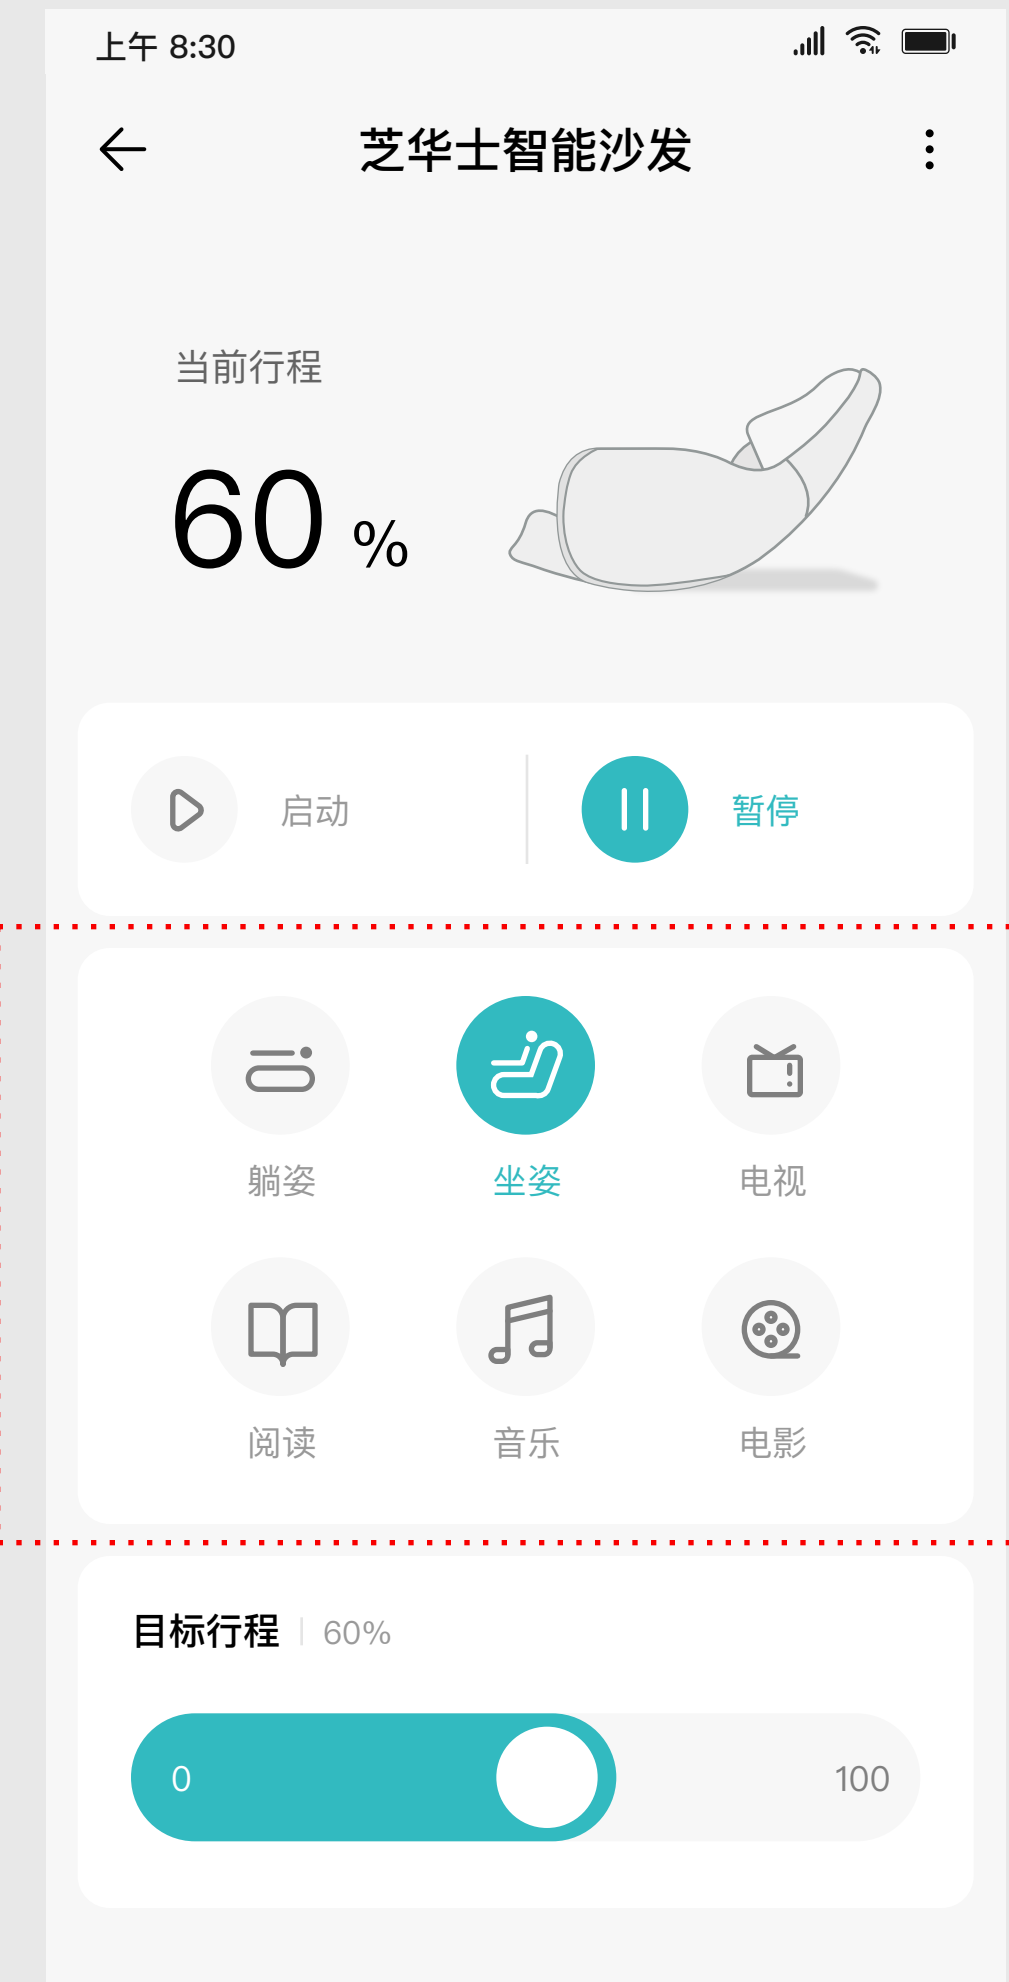 上午 8:30
芝华士智能沙发
当前行程
60 %
启动 暂停
躺姿 坐姿 电视
阅读 音乐 电影
目标行程 60%
0 100